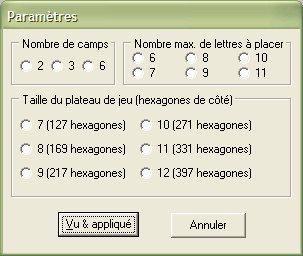 Paramètres
Nombre de camps
2 3 6
Nombre max. de lettres à placer
6 8 10
7 9 11
Taille du plateau de jeu (hexagones de côté)
7 (127 hexagones) 10 (271 hexagones)
8 (169 hexagones) 11 (331 hexagones)
9 (217 hexagones) 12 (397 hexagones)
Vu & appliqué Annuler